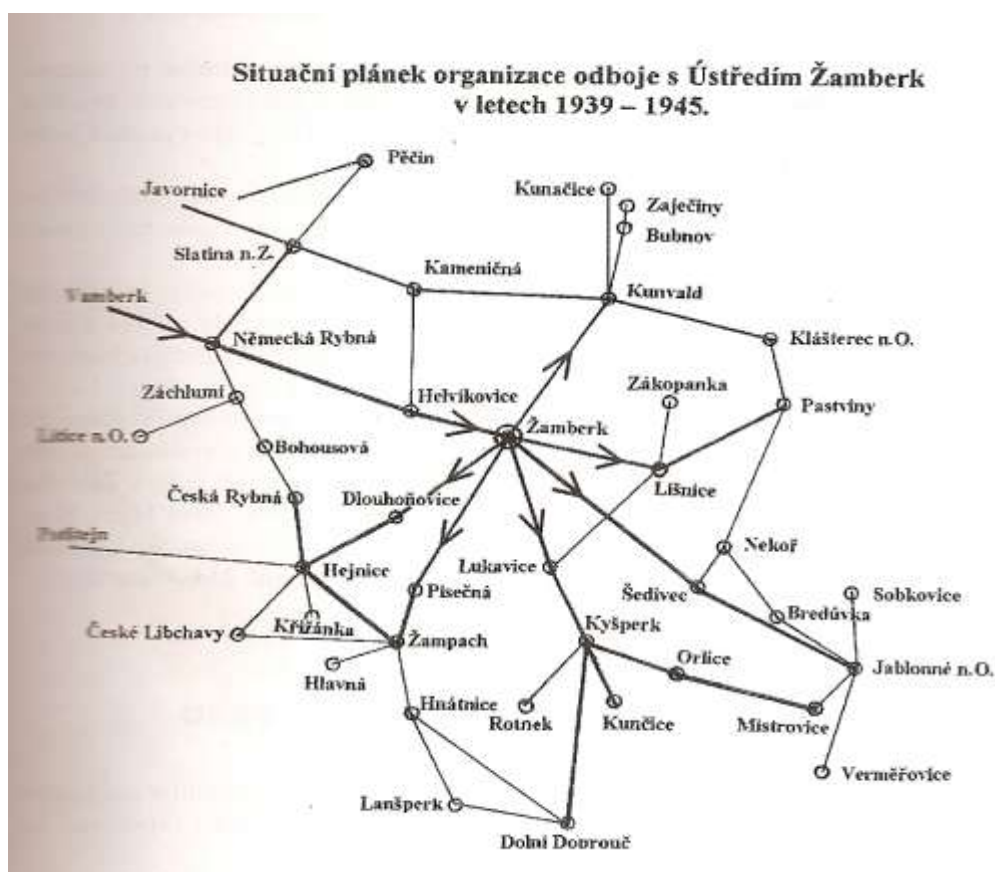 Situační plánek organizace odboje s Ústředím Žamberk
v letech 1939 – 1945.
Pěčín
Javornice
Kunačice
Zaječiny
Bubnov
Slatina n.Z.
Kameničná
Kunvald
Vamberk
Německá Rybná
Klášterec n.O.
Záchlumí
Helvíkovice
Zákopanka
Pastviny
Litice n.O.
Bohousová
Žamberk
Česká Rybná
Dlouhoňovice
Lišnice
Potštejn
Hejnice
Lukavice
Nekoř
Písečná
Šedivec
Sobkovice
Bredůvka
České Libchavy
Křížánka
Žampach
Kyšperk
Orlice
Jablonné n.O.
Hlavná
Hnátnice
Rotnek
Kunčice
Mistrovice
Verměřovice
Lanšperk
Dolní Dobrouč